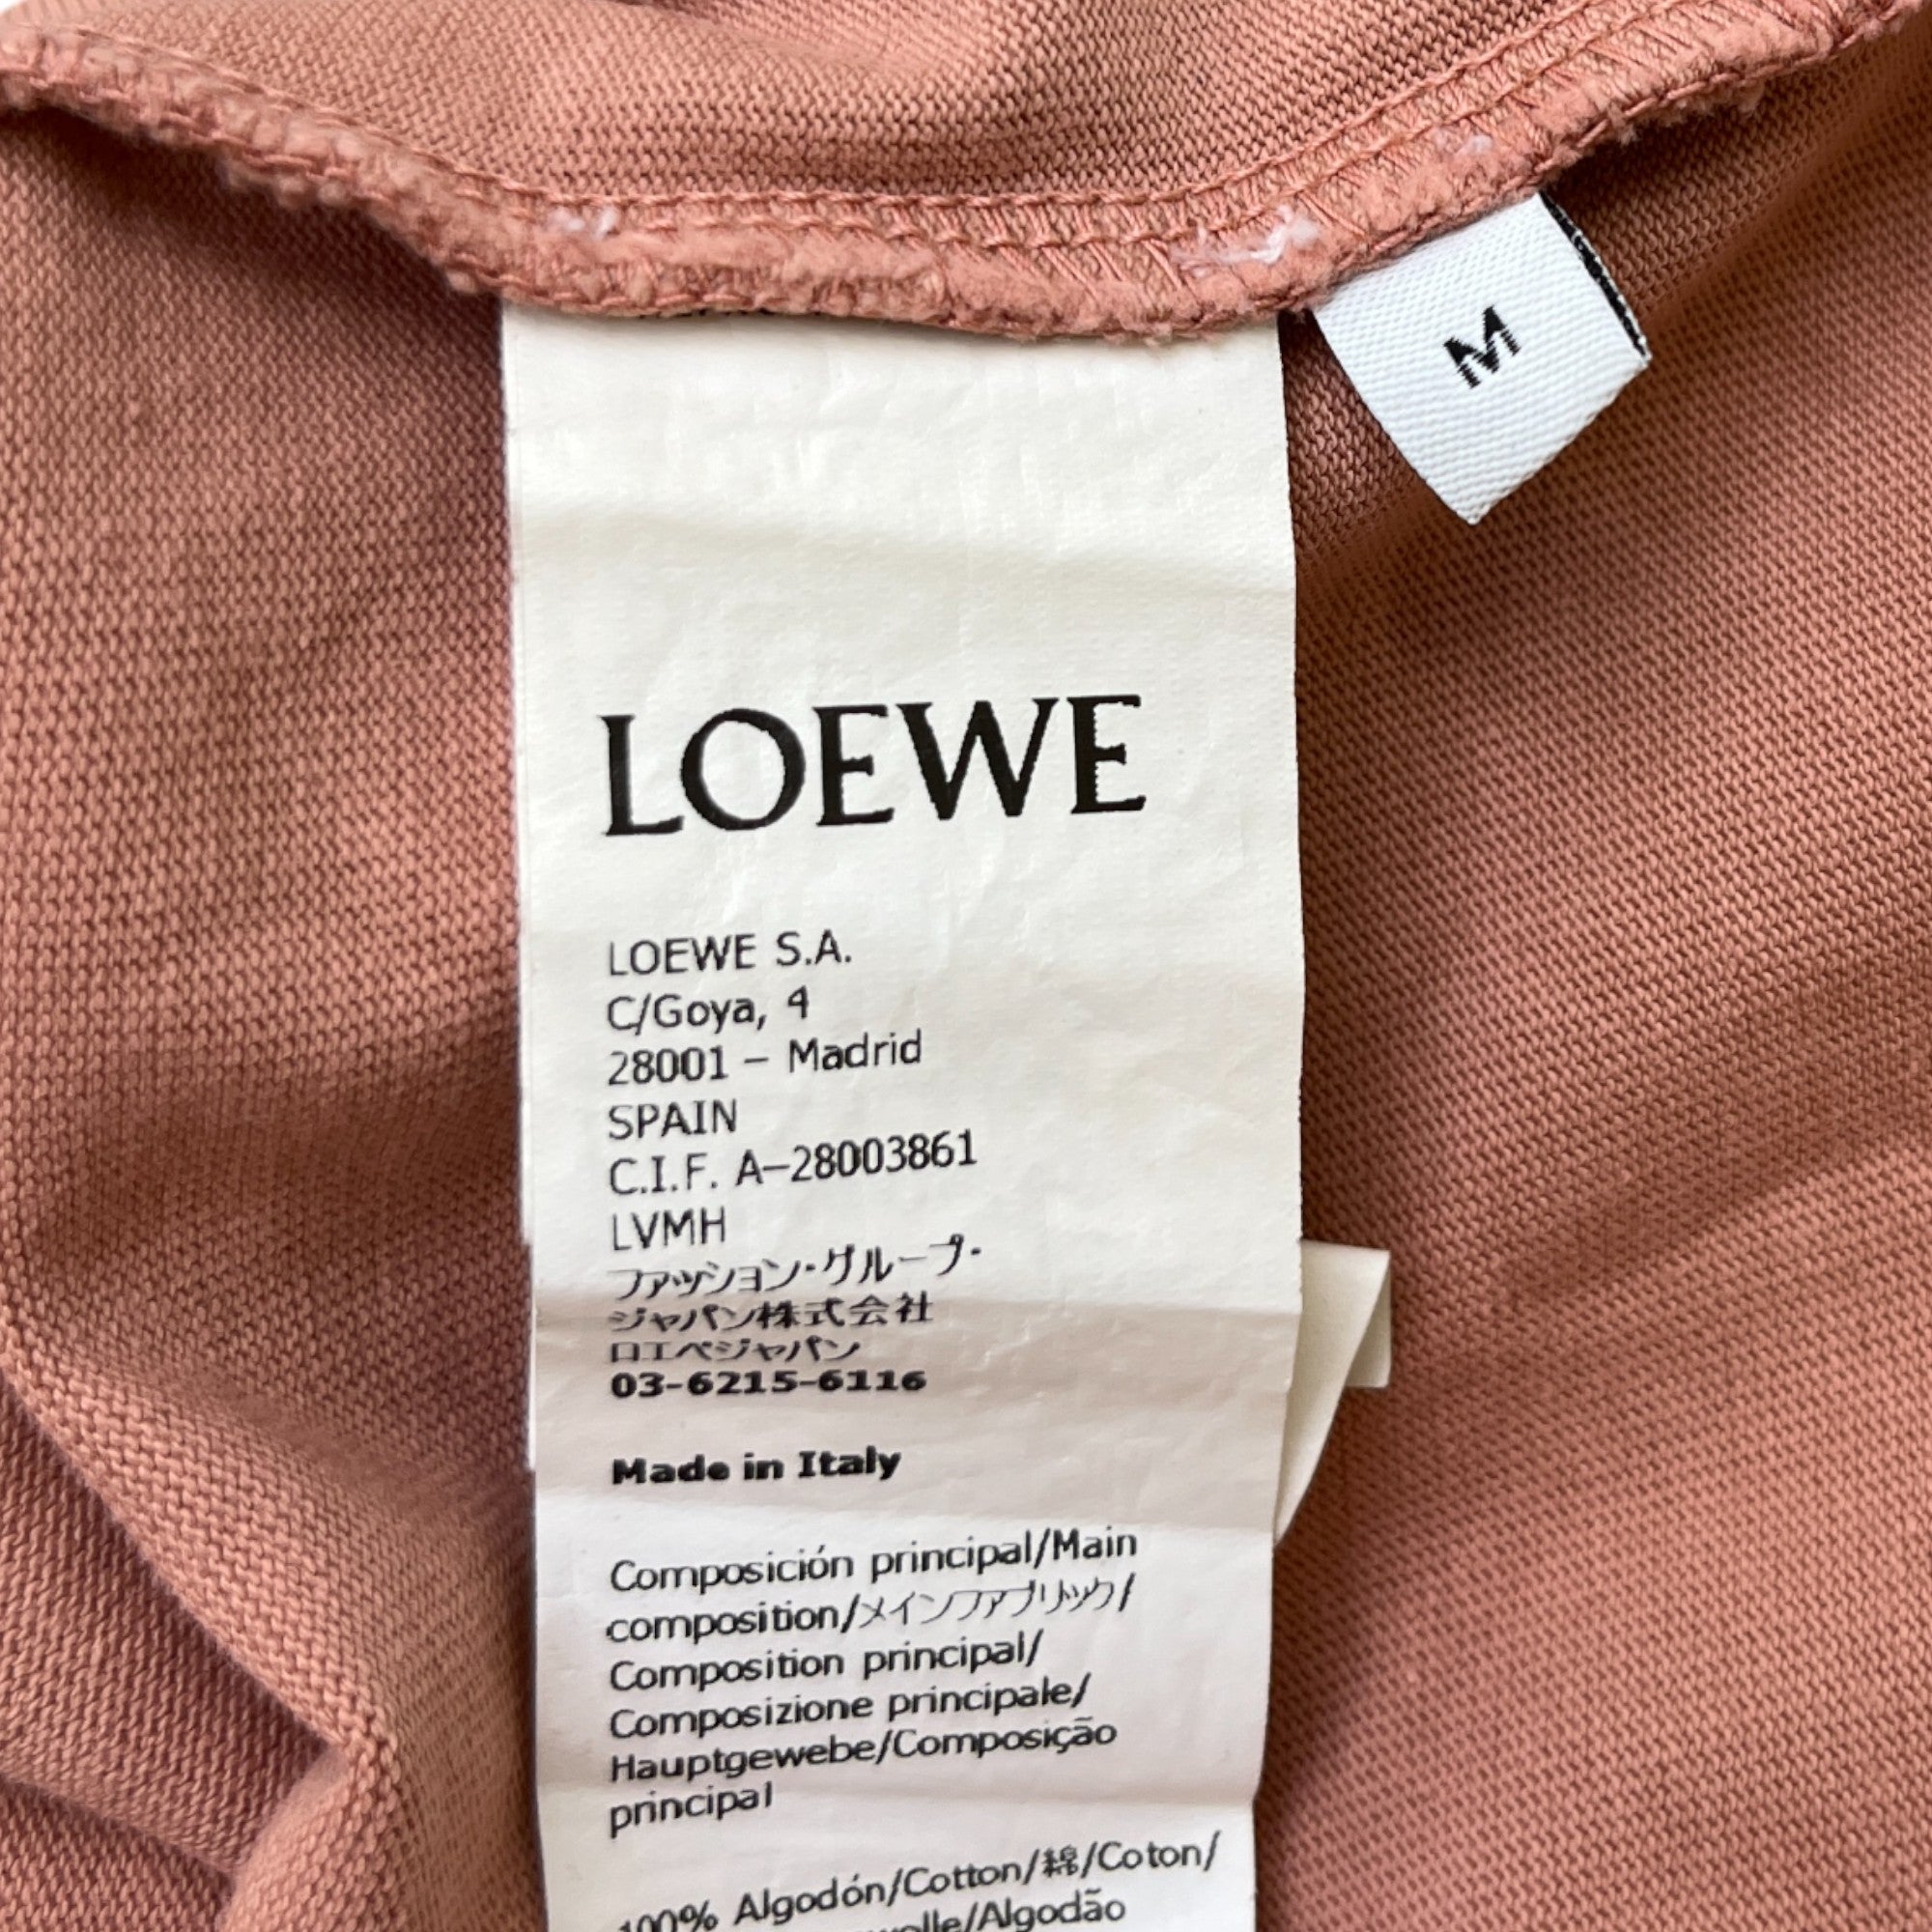 M
LOEWE
LOEWE S.A.
C/Goya, 4
28001 – Madrid
SPAIN
C.I.F. A–28003861
LVMH
ファッション・グループ・
ジャパン株式会社
ロエベジャパン
03-6215-6116
Made in Italy
Composición principal/Main
composition/メインファブリック/
Composition principal/
Composizione principale/
Hauptgewebe/Composição
principal
100% Algodón/Cotton/綿/Coton/
/Algodão